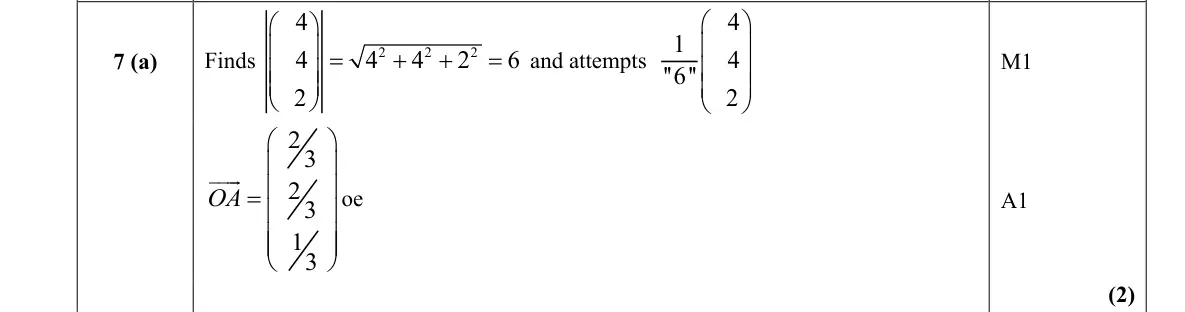 7 (a) Finds |(4 4 2)| = √4² + 4² + 2² = 6 and attempts 1/"6" (4 4 2) M1
OA = (2/3 2/3 1/3) oe A1
(2)